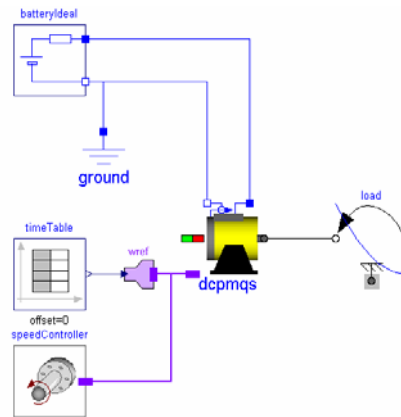 batteryIdeal
ground
load
timeTable
wref
dcpmqs
offset=0
speedController